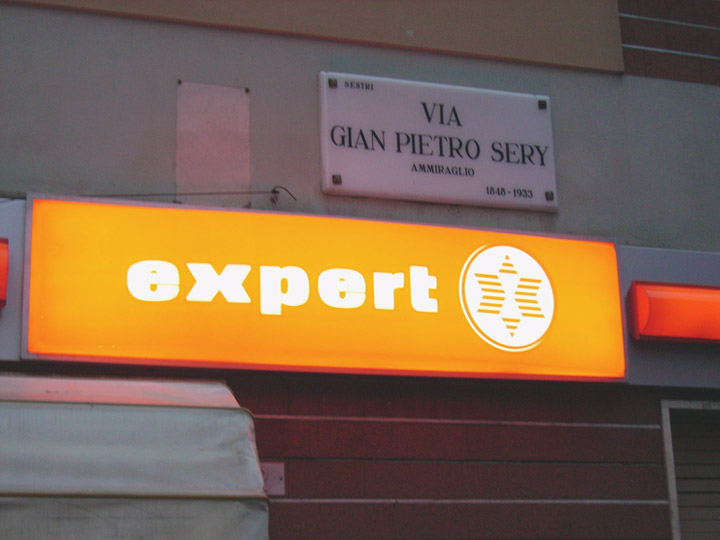 SESTRI
VIA
GIAN PIETRO SERY
AMMIRAGLIO
1848-1933
expert